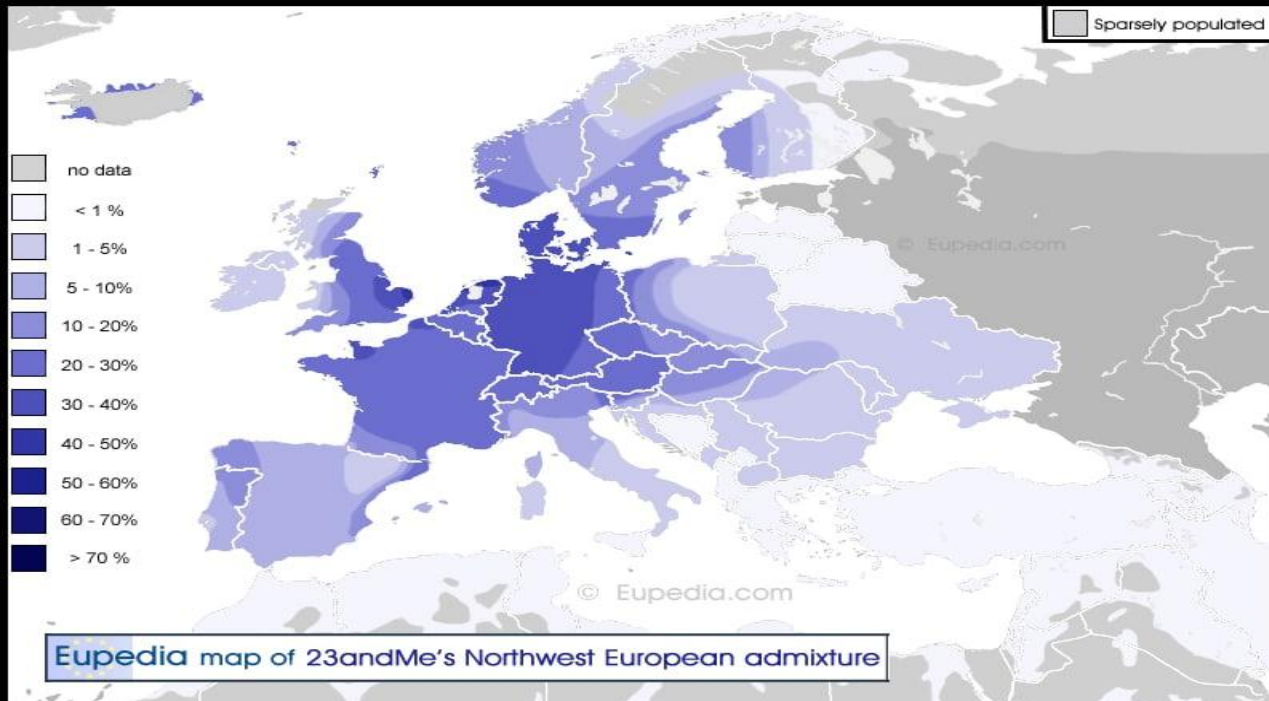 Sparsely populated
no data
< 1 %
1 - 5%
5 - 10%
10 - 20%
20 - 30%
30 - 40%
40 - 50%
50 - 60%
60 - 70%
> 70 %
© Eupedia.com
© Eupedia.com
Eupedia map of 23andMe's Northwest European admixture